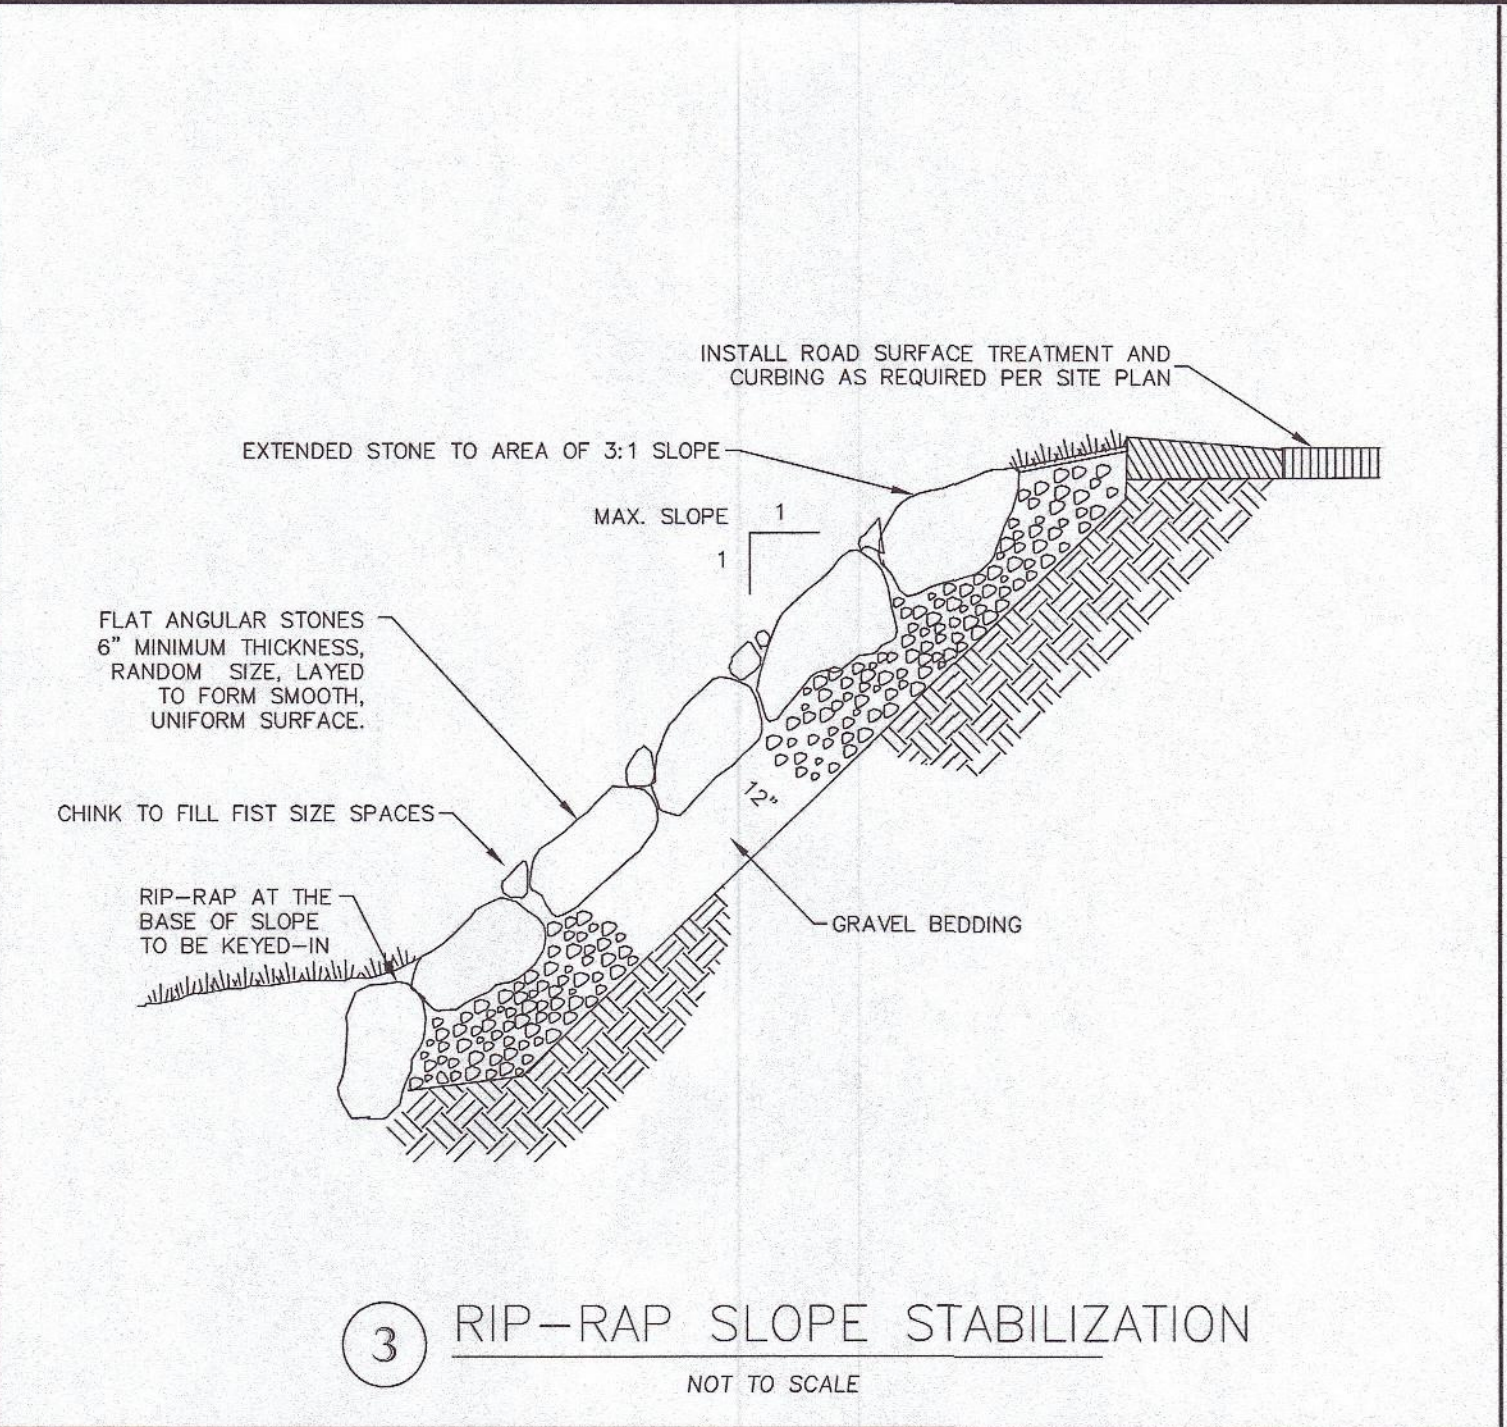 INSTALL ROAD SURFACE TREATMENT AND
CURBING AS REQUIRED PER SITE PLAN
EXTENDED STONE TO AREA OF 3:1 SLOPE
MAX. SLOPE
1
1
FLAT ANGULAR STONES
6" MINIMUM THICKNESS,
RANDOM SIZE, LAYED
TO FORM SMOOTH,
UNIFORM SURFACE.
12"
CHINK TO FILL FIST SIZE SPACES
RIP-RAP AT THE
BASE OF SLOPE
TO BE KEYED-IN
GRAVEL BEDDING
3 RIP-RAP SLOPE STABILIZATION
NOT TO SCALE